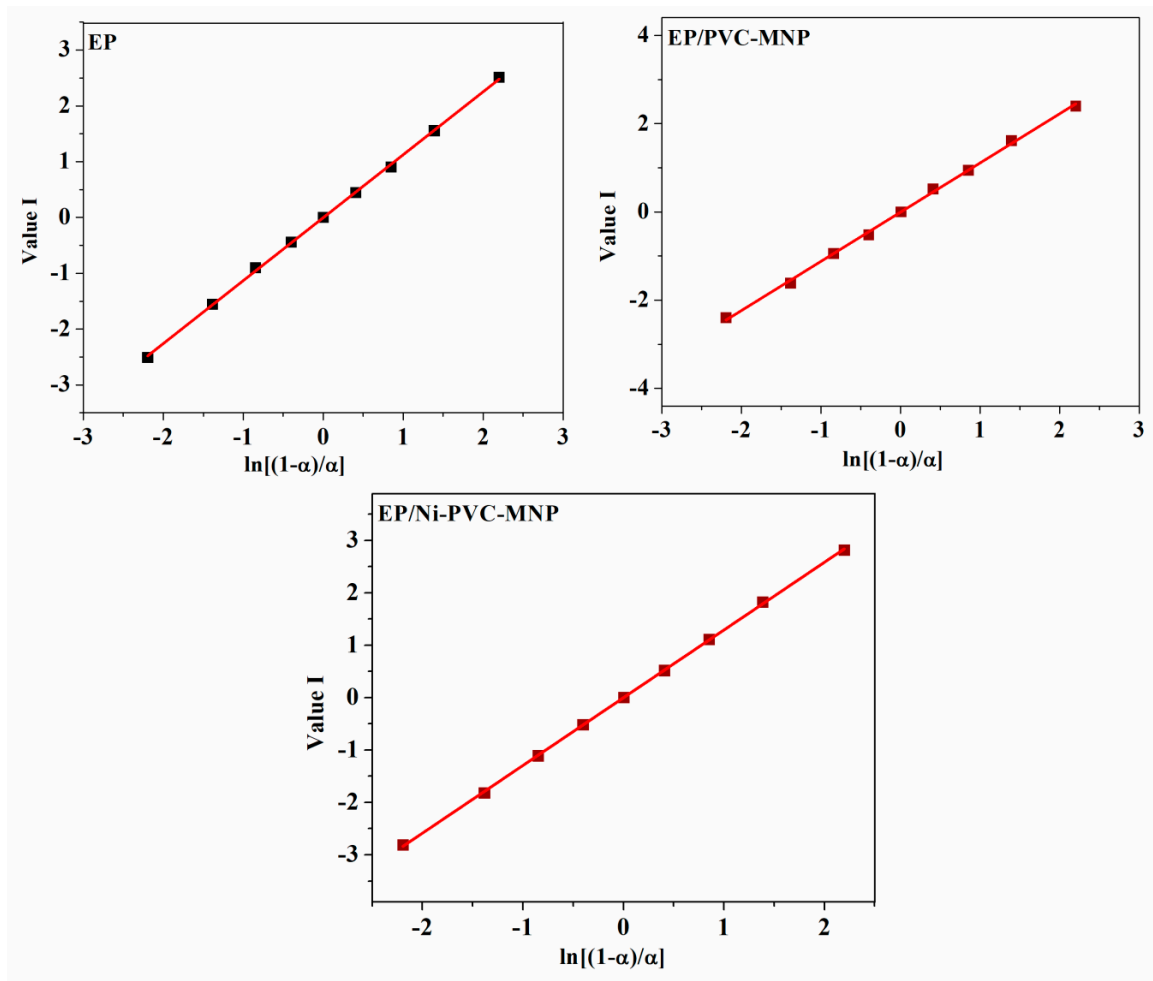 EP
3
2
1
0
-1
-2
-3
Value I
-3 -2 -1 0 1 2 3
ln[(1-α)/α]
EP/PVC-MNP
4
2
0
-2
-4
Value I
-3 -2 -1 0 1 2 3
ln[(1-α)/α]
EP/Ni-PVC-MNP
3
2
1
0
-1
-2
-3
Value I
-2 -1 0 1 2
ln[(1-α)/α]